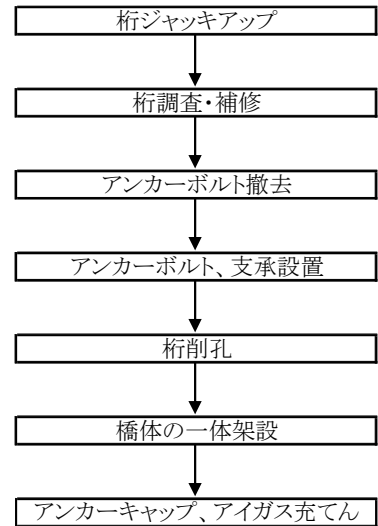 桁ジャッキアップ
桁調査・補修
アンカーボルト撤去
アンカーボルト、支承設置
桁削孔
橋体の一体架設
アンカーキャップ、アイガス充てん